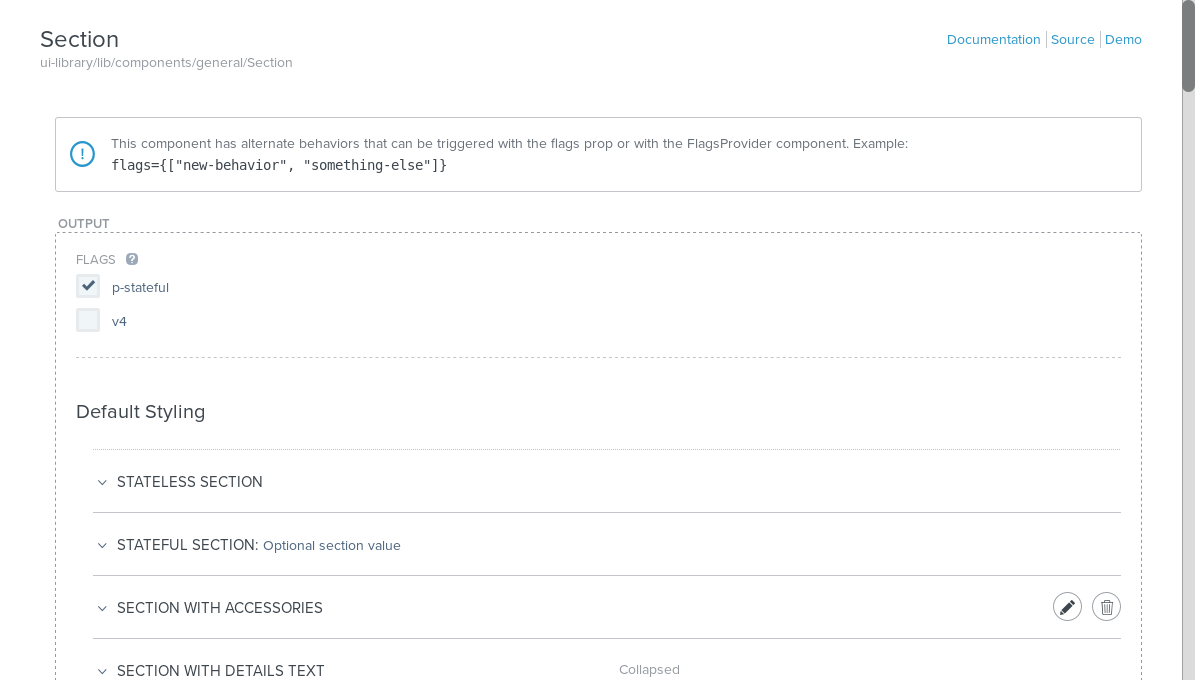 Section
Documentation Source Demo
ui-library/lib/components/general/Section
This component has alternate behaviors that can be triggered with the flags prop or with the FlagsProvider component. Example:
flags={["new-behavior", "something-else"]}
OUTPUT
FLAGS ?
p-stateful
v4
Default Styling
STATELESS SECTION
STATEFUL SECTION: Optional section value
SECTION WITH ACCESSORIES
SECTION WITH DETAILS TEXT Collapsed